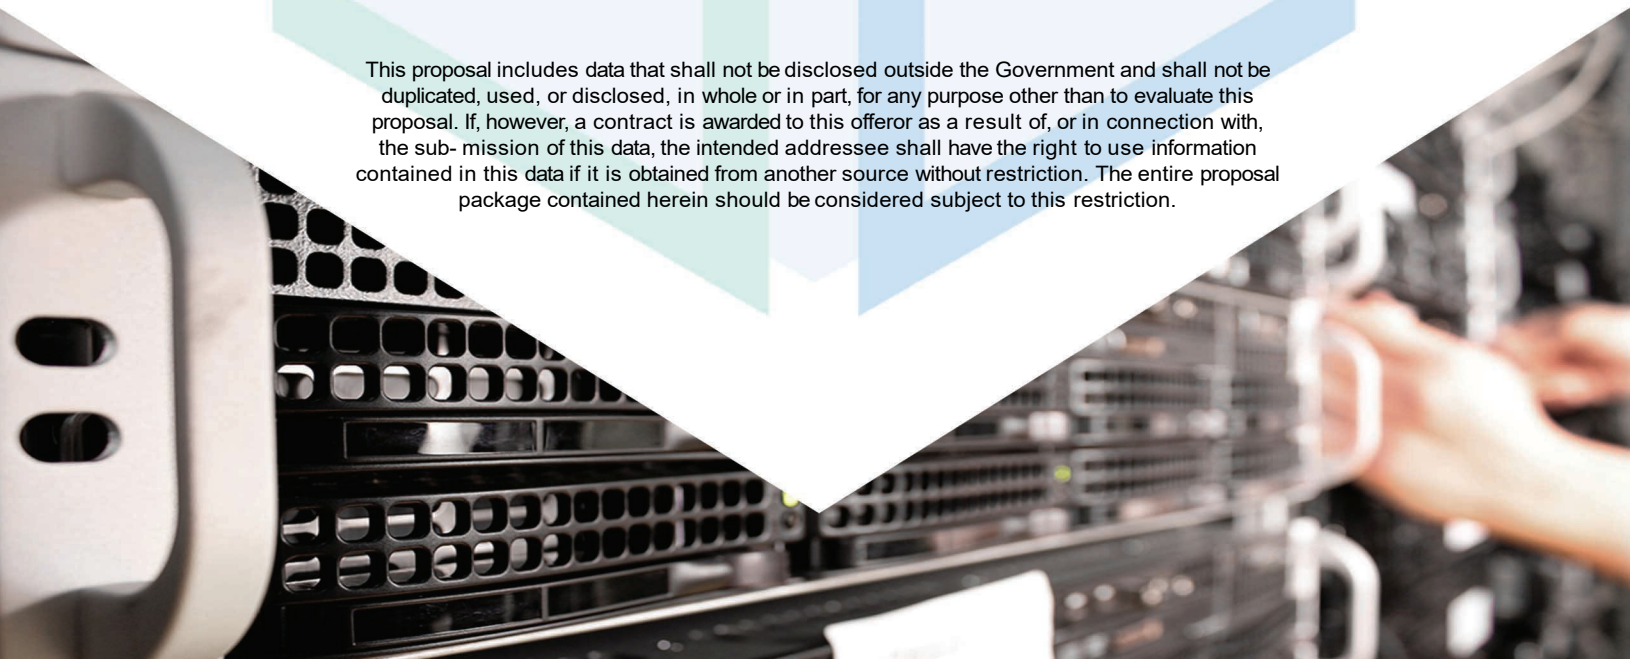 This proposal includes data that shall not be disclosed outside the Government and shall not be
duplicated, used, or disclosed, in whole or in part, for any purpose other than to evaluate this
proposal. If, however, a contract is awarded to this offeror as a result of, or in connection with,
the sub- mission of this data, the intended addressee shall have the right to use information
contained in this data if it is obtained from another source without restriction. The entire proposal
package contained herein should be considered subject to this restriction.